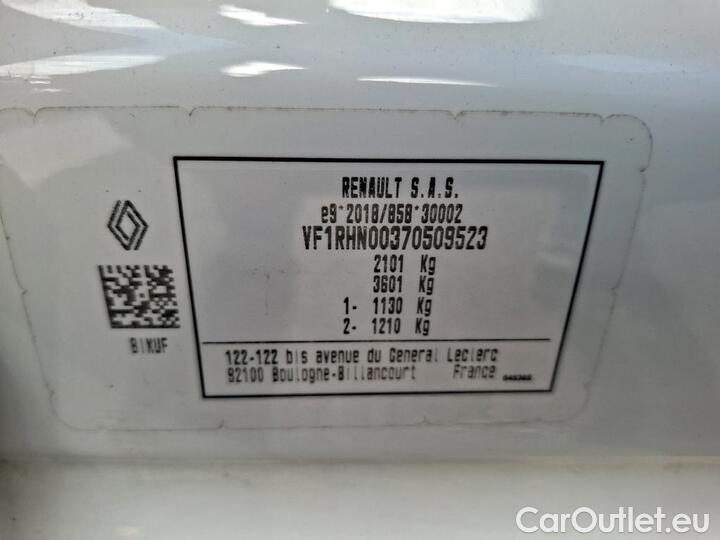 RENAULT S.A.S.
e9*2018/858*30002
VF1RHN00370509523
2101 Kg
3601 Kg
1- 1130 Kg
2- 1210 Kg
BIKUF
122-122 bis avenue du General Leclerc
92100 Boulogne-Billancourt France
CarOutlet.eu